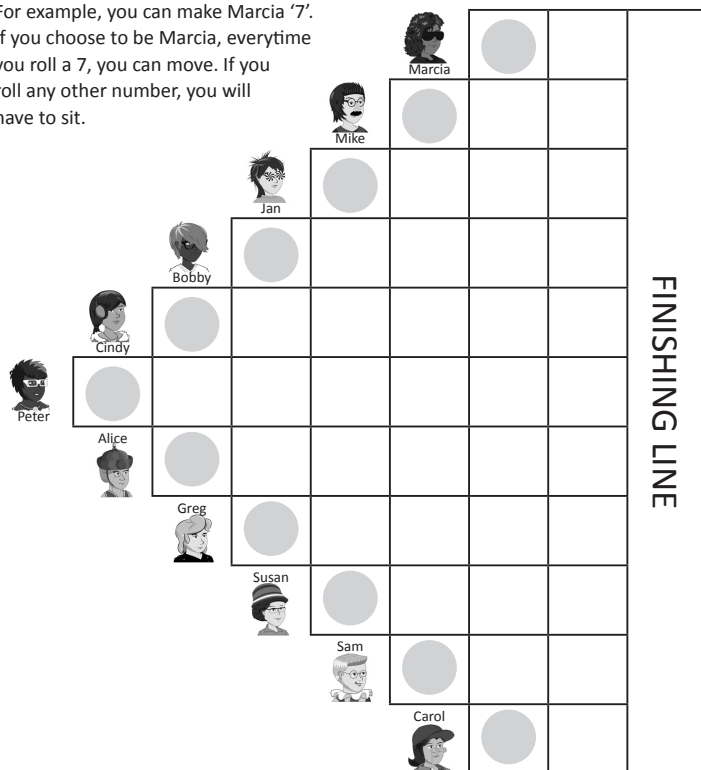 For example, you can make Marcia ‘7’.
If you choose to be Marcia, everytime
you roll a 7, you can move. If you
roll any other number, you will
have to sit.
Marcia
Mike
Jan
Bobby
Cindy
Peter
Alice
Greg
Susan
Sam
Carol
FINISHING LINE